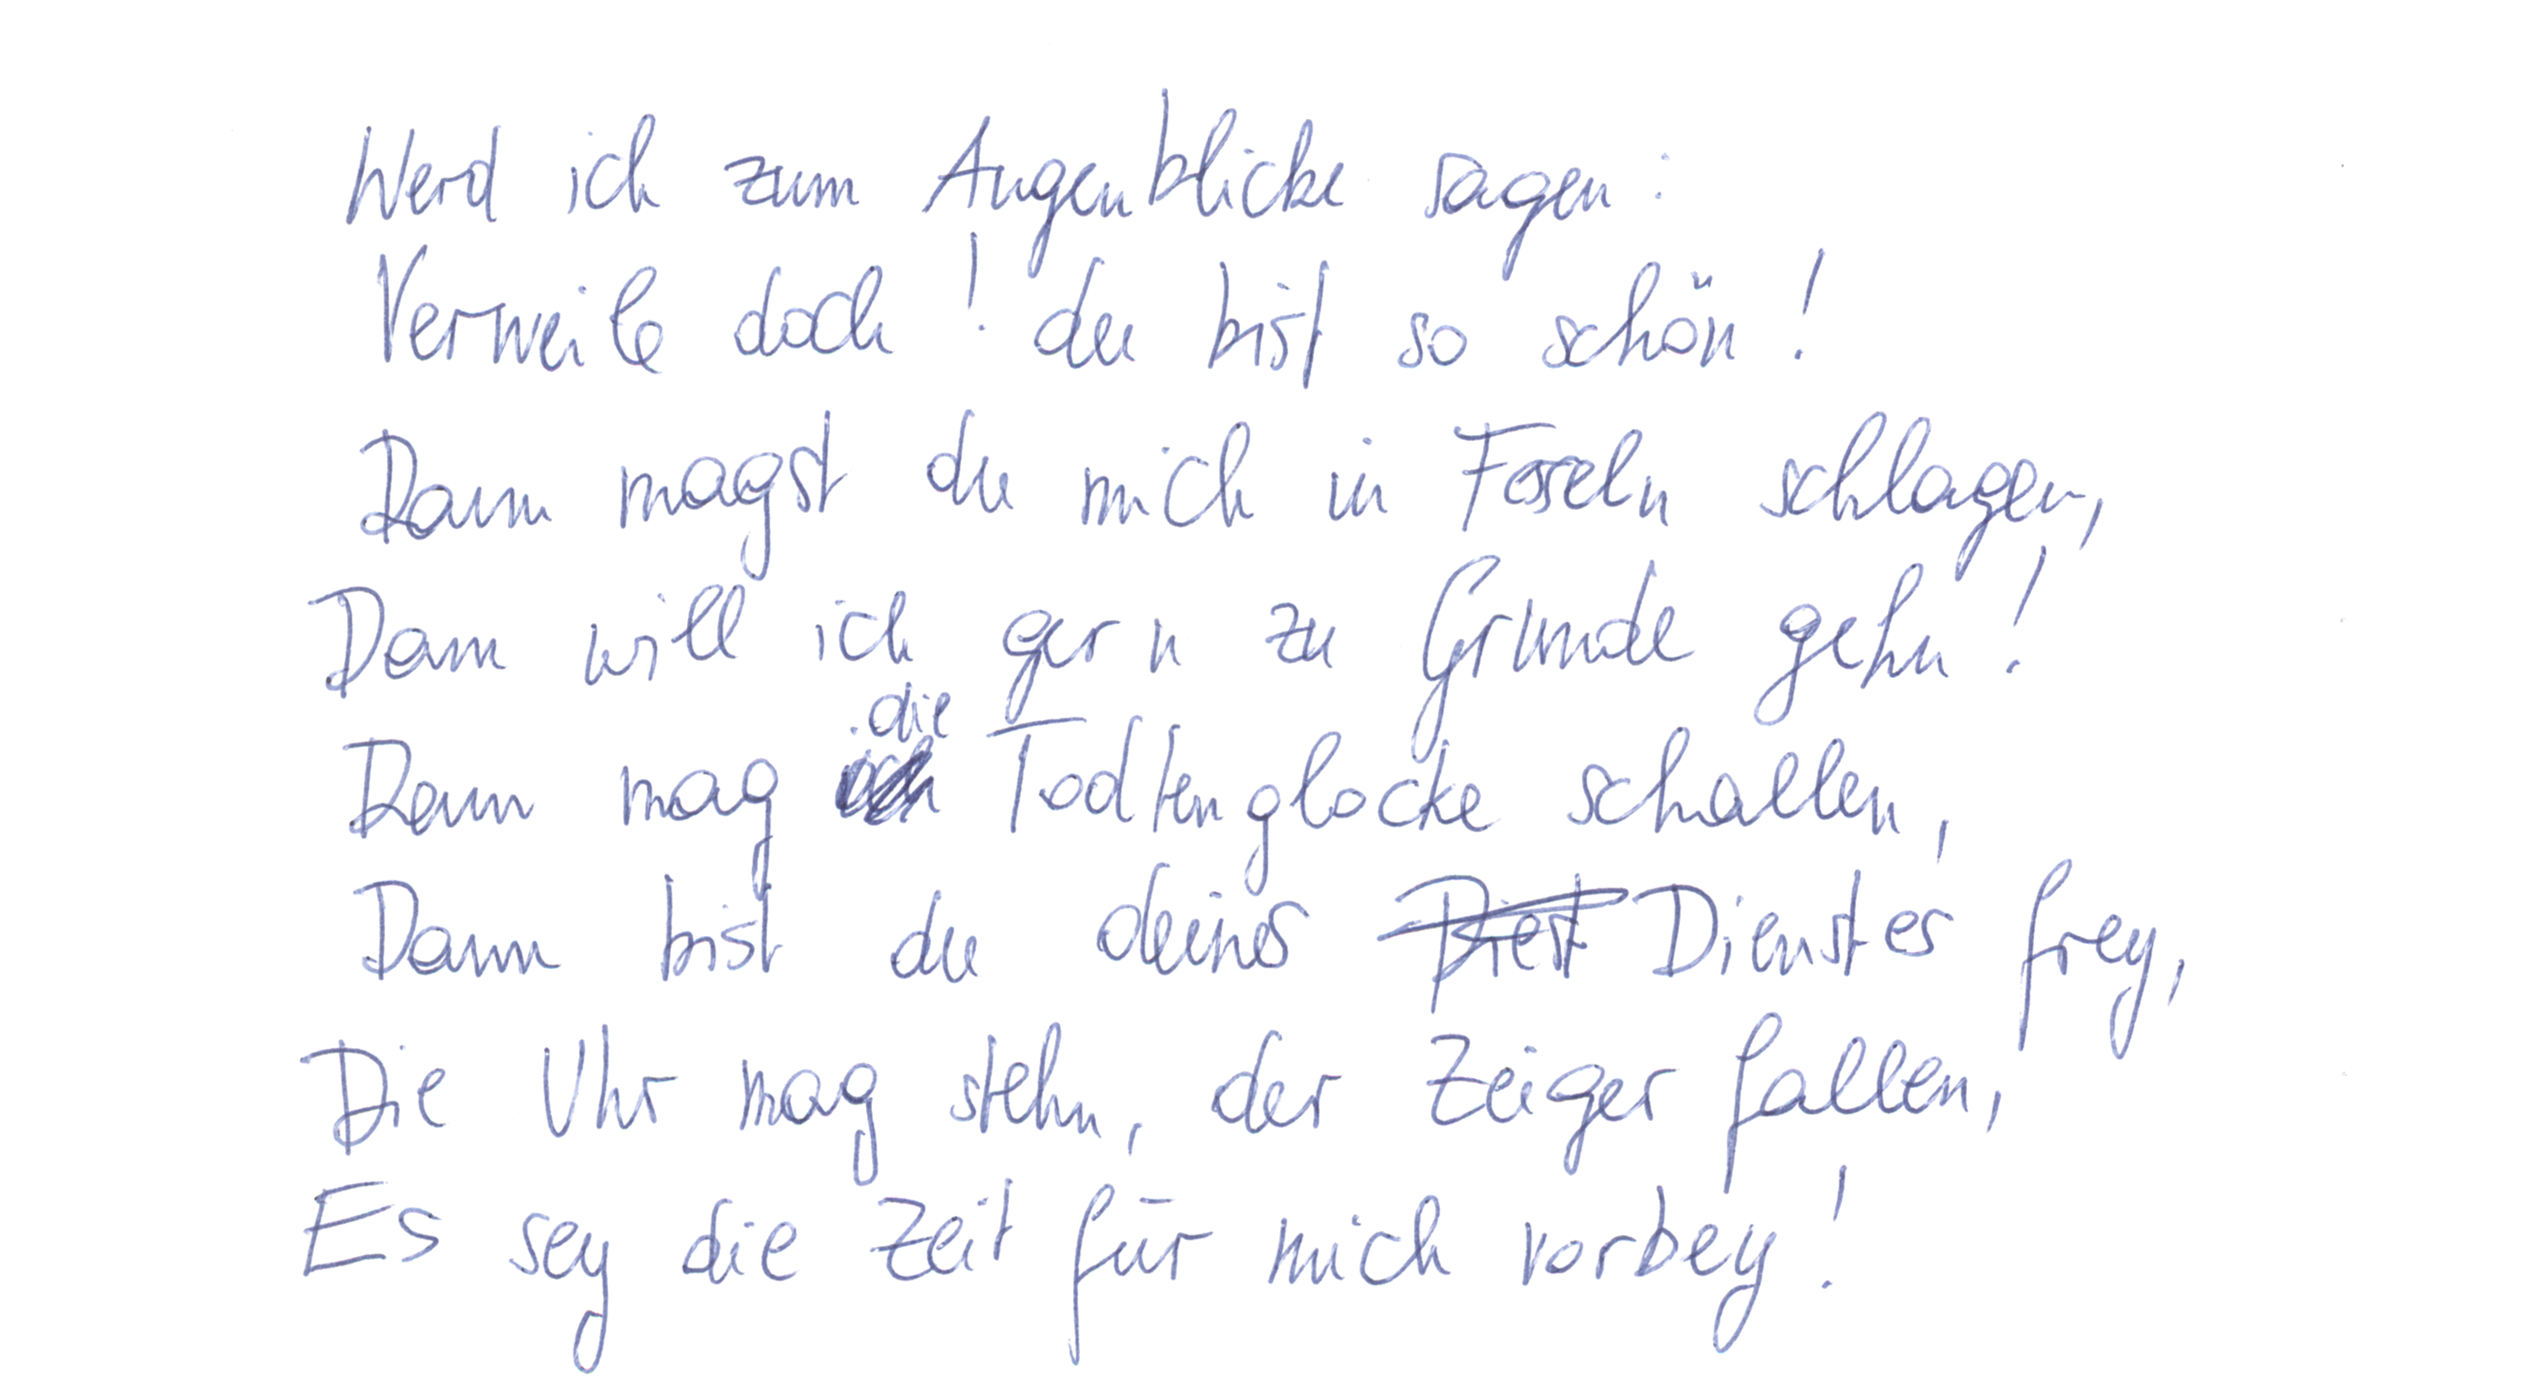 Werd ich zum Augenblicke sagen:
Verweile doch! du bist so schön!
Dann magst du mich in Fesseln schlagen,
Dann will ich gern zu Grunde gehn!
Dann mag die Todtenglocke schallen,
Dann bist du deines Dienstes frey,
Die Uhr mag stehn, der Zeiger fallen,
Es sey die Zeit für mich vorbey!